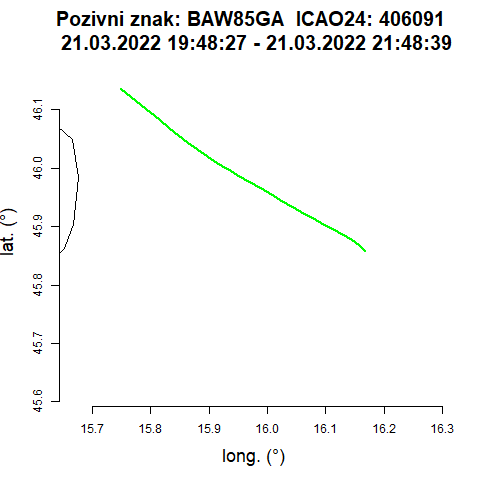 Pozivni znak: BAW85GA  ICAO24: 406091
21.03.2022 19:48:27 - 21.03.2022 21:48:39
lat. (°)
46.1
46.0
45.9
45.8
45.7
45.6
15.7 15.8 15.9 16.0 16.1 16.2 16.3
long. (°)